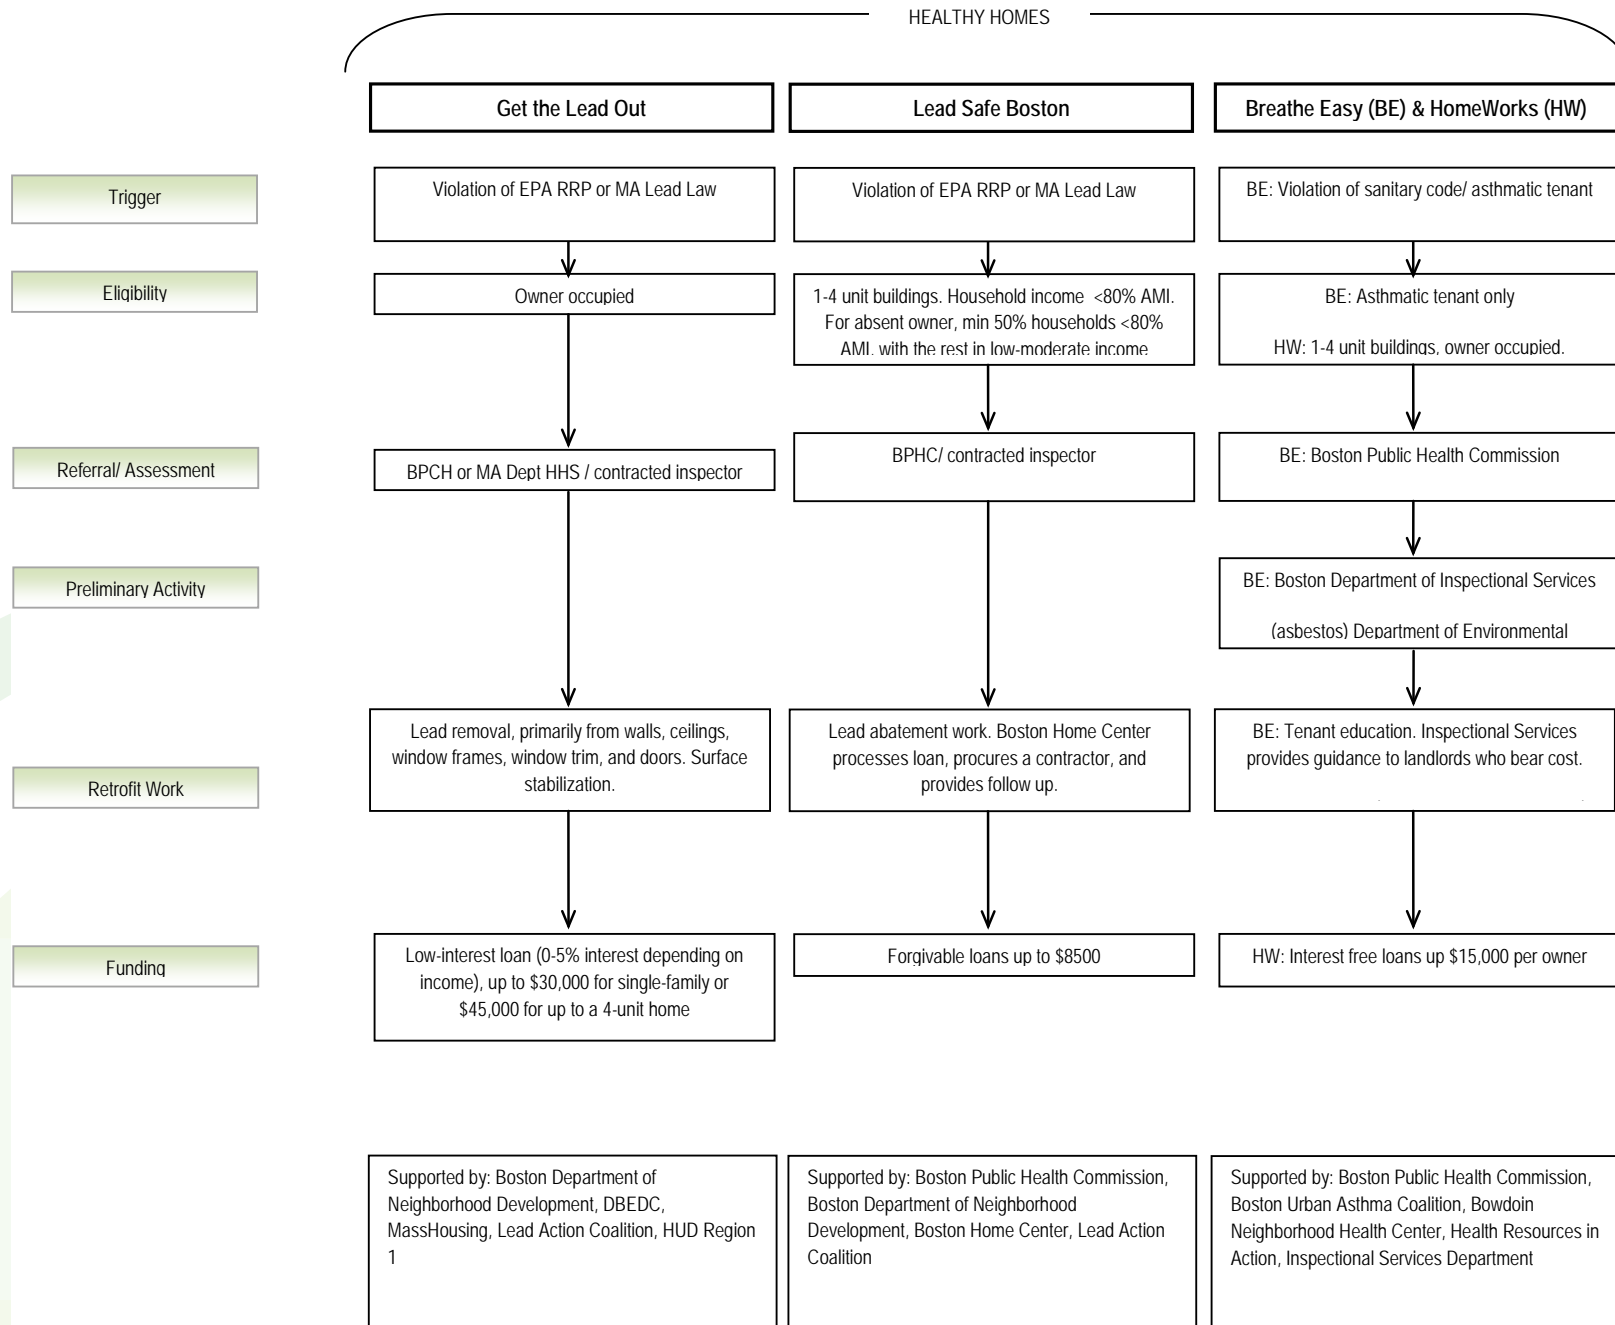 HEALTHY HOMES
Get the Lead Out
Lead Safe Boston
Breathe Easy (BE) & HomeWorks (HW)
Trigger
Violation of EPA RRP or MA Lead Law
Violation of EPA RRP or MA Lead Law
BE: Violation of sanitary code/ asthmatic tenant
Eligibility
Owner occupied
1-4 unit buildings. Household income <80% AMI.
For absent owner, min 50% households <80%
AMI, with the rest in low-moderate income
BE: Asthmatic tenant only
HW: 1-4 unit buildings, owner occupied.
Referral/ Assessment
BPCH or MA Dept HHS / contracted inspector
BPHC/ contracted inspector
BE: Boston Public Health Commission
Preliminary Activity
BE: Boston Department of Inspectional Services
(asbestos) Department of Environmental
Retrofit Work
Lead removal, primarily from walls, ceilings,
window frames, window trim, and doors. Surface
stabilization.
Lead abatement work. Boston Home Center
processes loan, procures a contractor, and
provides follow up.
BE: Tenant education. Inspectional Services
provides guidance to landlords who bear cost.
Funding
Low-interest loan (0-5% interest depending on
income), up to $30,000 for single-family or
$45,000 for up to a 4-unit home
Forgivable loans up to $8500
HW: Interest free loans up $15,000 per owner
Supported by: Boston Department of
Neighborhood Development, DBEDC,
MassHousing, Lead Action Coalition, HUD Region
1
Supported by: Boston Public Health Commission,
Boston Department of Neighborhood
Development, Boston Home Center, Lead Action
Coalition
Supported by: Boston Public Health Commission,
Boston Urban Asthma Coalition, Bowdoin
Neighborhood Health Center, Health Resources in
Action, Inspectional Services Department